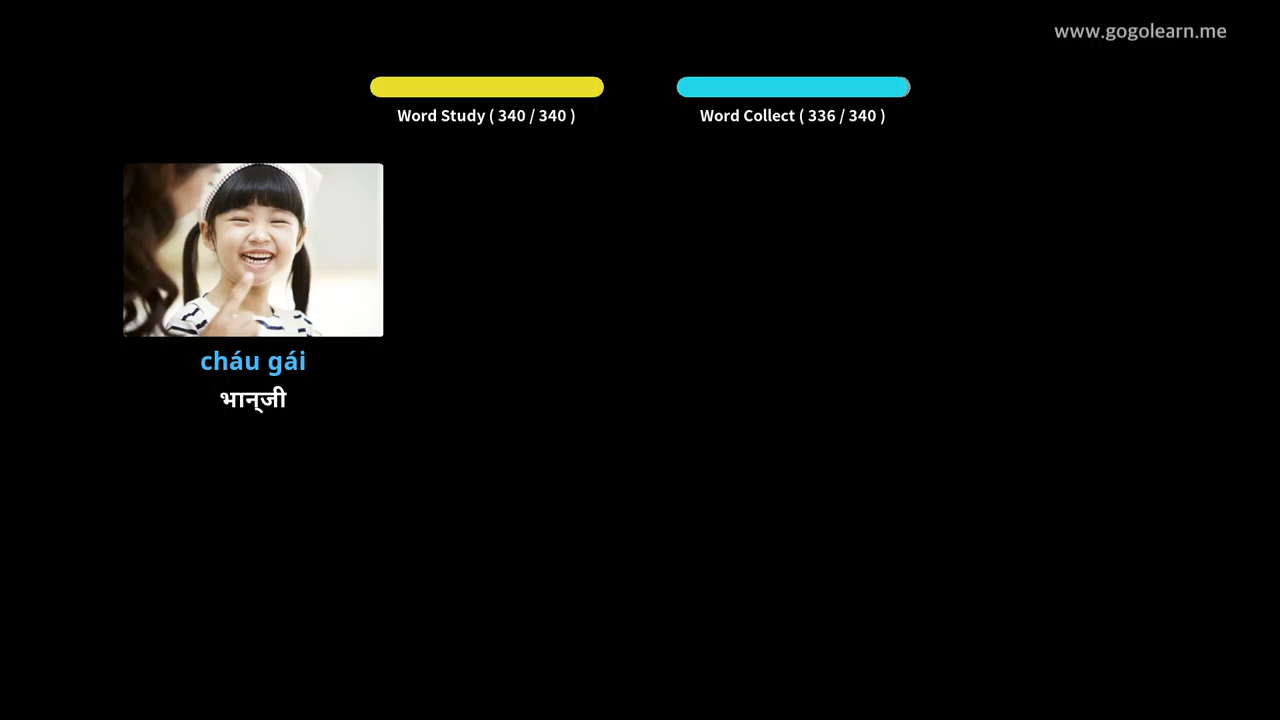 www.gogolearn.me
Word Study ( 340 / 340 )
Word Collect ( 336 / 340 )
cháu gái
भान्‌जी